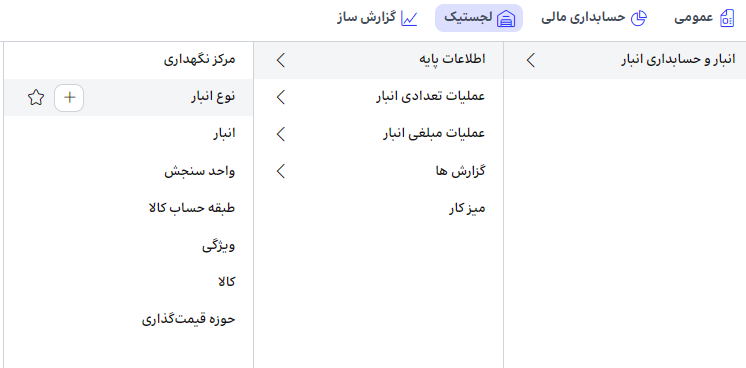 عمومی
حسابداری مالی
لجستیک
گزارش ساز
انبار و حسابداری انبار
اطلاعات پایه
عملیات تعدادی انبار
عملیات مبلغی انبار
گزارش ها
میز کار
مرکز نگهداری
نوع انبار
انبار
واحد سنجش
طبقه حساب کالا
ویژگی
کالا
حوزه قیمت‌گذاری